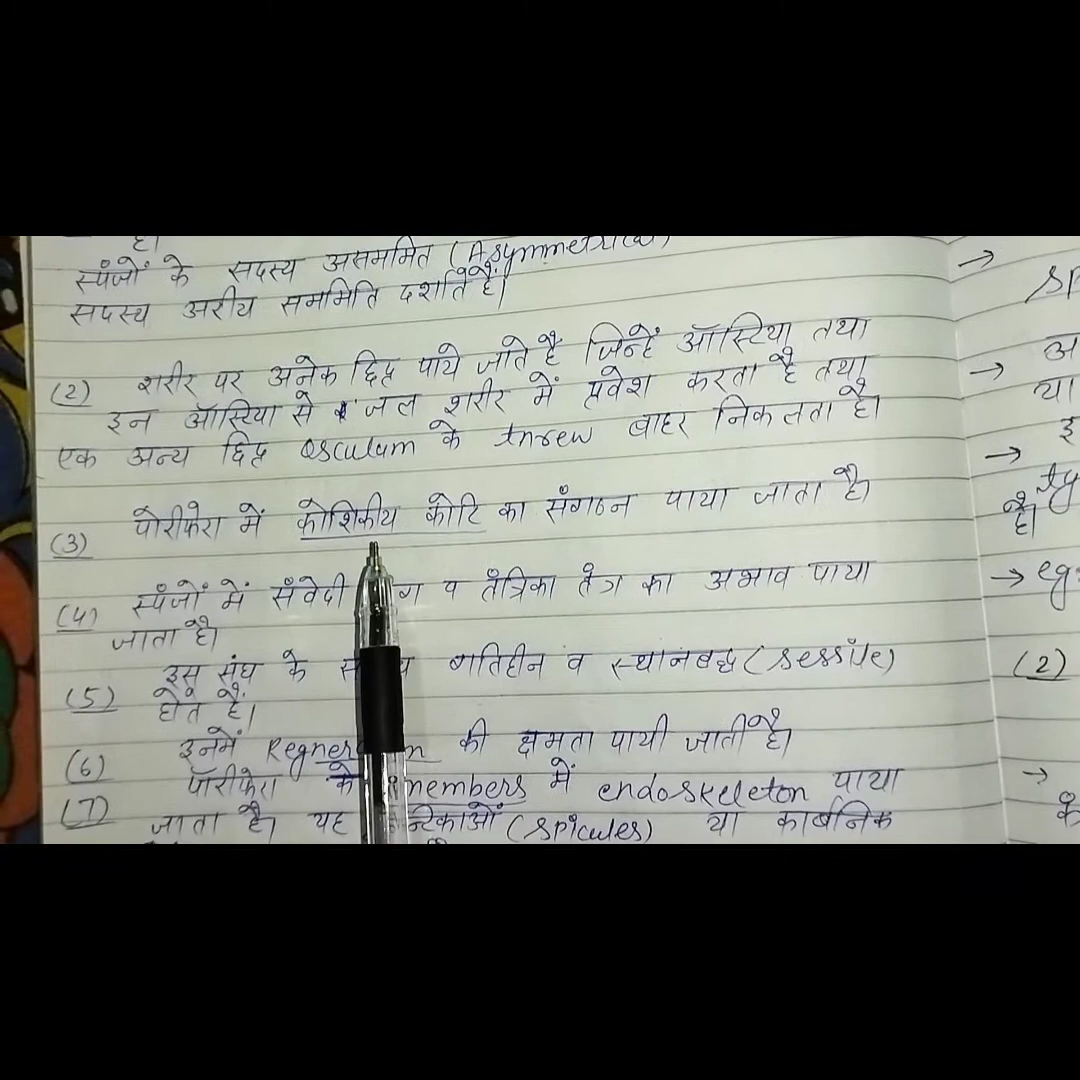 है।
स्पंजों के सदस्य असममित (Asymmetrical)
सदस्य अरीय सममिति दर्शाते हैं।
(2) शरीर पर अनेक छिद्र पाये जाते है जिन्हें ऑस्टिया तथा
इन ऑस्टिया से जल शरीर में प्रवेश करता है तथा
एक अन्य छिद्र osculum के threw बाहर निकलता है।
(3) पोरीफेरा में कोशिकीय कोटि का संगठन पाया जाता है।
(4) स्पंजों में संवेदी व तंत्रिका तंत्र का अभाव पाया
जाता है।
(5) इस संघ के गतिहीन व स्थानबद्ध (sessile)
होते हैं।
(6) इनमें की क्षमता पायी जाती है।
(7) पॉरीफेरा के members में endoskeleton पाया
जाता है। यह (spicules) या कार्बनिक
→
→
या
→
है।
→
(2)
→